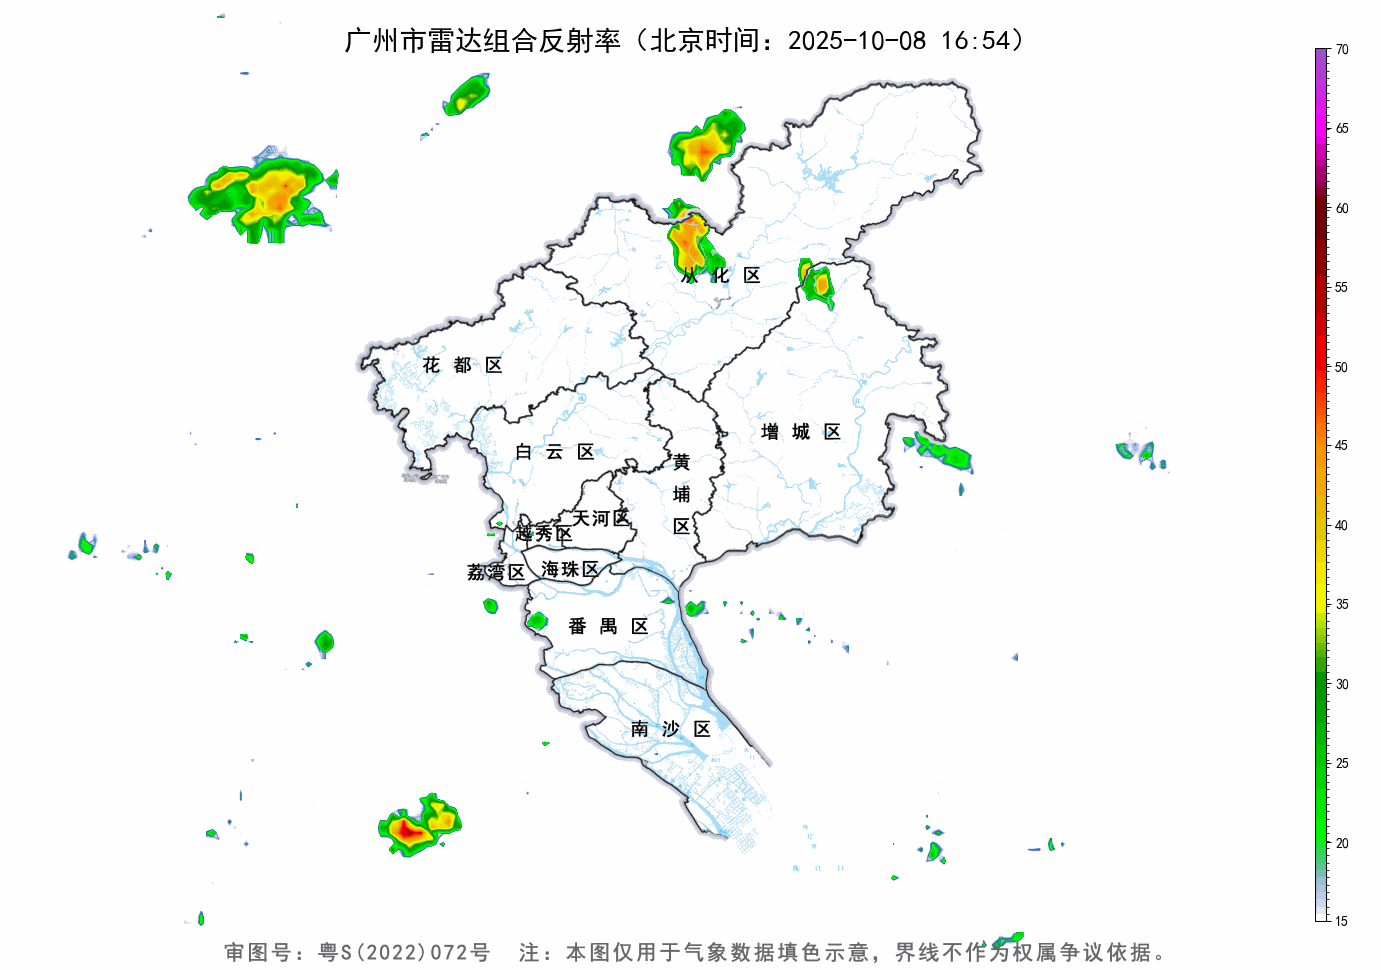 广州市雷达组合反射率（北京时间：2025-10-08 16:54）
70
65
60
55
50
45
40
35
30
25
20
15
从化区
花都区
增城区
白云区
黄埔区
天河区
越秀区
海珠区
荔湾区
番禺区
南沙区
审图号：粤S(2022)072号 注：本图仅用于气象数据填色示意，界线不作为权属争议依据。